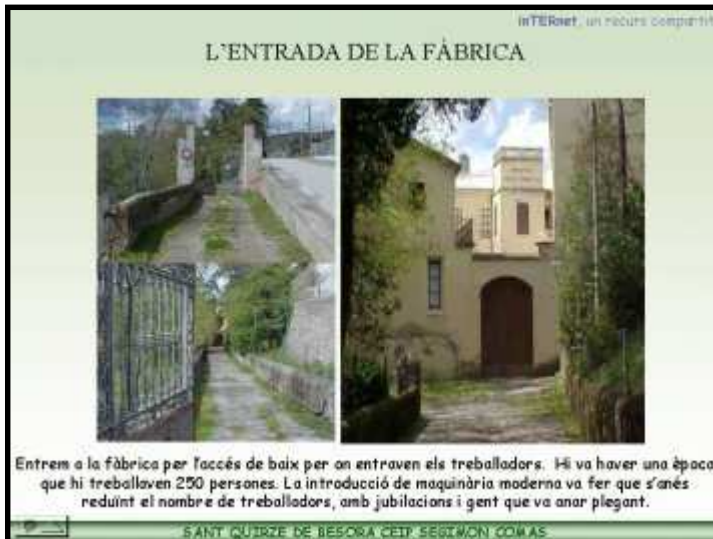 inTERnet, un recurs compartit
L'ENTRADA DE LA FÀBRICA
Entrem a la fàbrica per l'accés de baix per on entraven els treballadors. Hi va haver una època
que hi treballaven 250 persones. La introducció de maquinària moderna va fer que s'anés
reduïnt el nombre de treballadors, amb jubilacions i gent que va anar plegant.
SANT QUIRZE DE BESORA CEIP SEGIMON COMAS